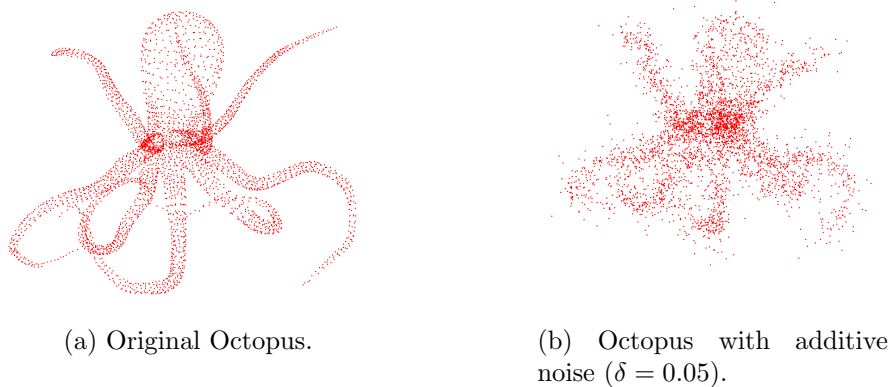 (a) Original Octopus.
(b) Octopus with additive
noise (δ = 0.05).